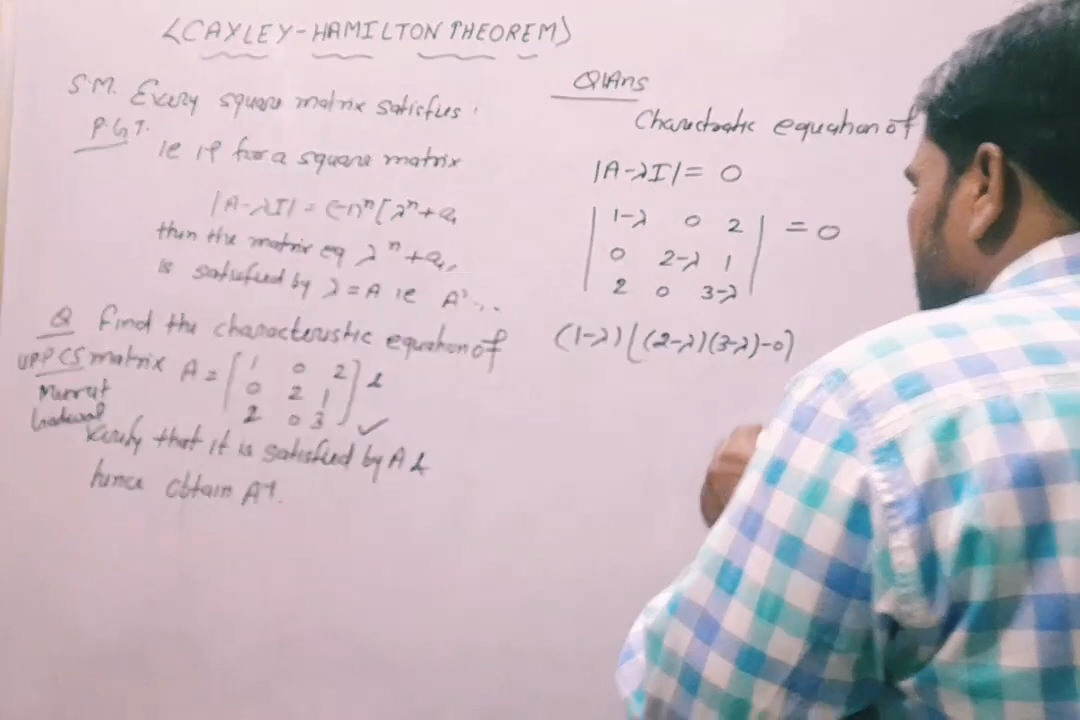 <CAYLEY-HAMILTON THEOREM>
S.M. Every square matrix satisfies
P.G.T.
ie if for a square matrix
|A-λI| = (-1)ⁿ[λⁿ+a₁
then the matrix eq λⁿ+a₁,
is satisfied by λ=A ie A
Q Find the characteristic equation of
UPPCS matrix A = [1 0 2
0 2 1
2 0 3] & ✓
Verify that it is satisfied by A &
hence obtain A⁻¹.
Ans
equation of
|A-λI| = 0
| 1-λ 0 2 | = 0
0 2-λ 1
2 0 3-λ
(1-λ)[(2-λ)(3-λ)-0)